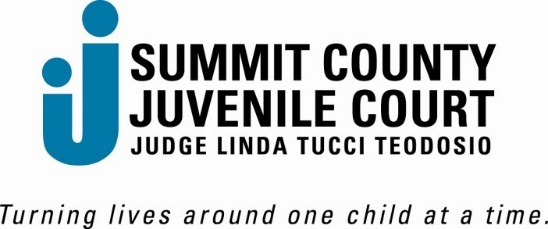 SUMMIT COUNTY
JUVENILE COURT
JUDGE LINDA TUCCI TEODOSIO
Turning lives around one child at a time.